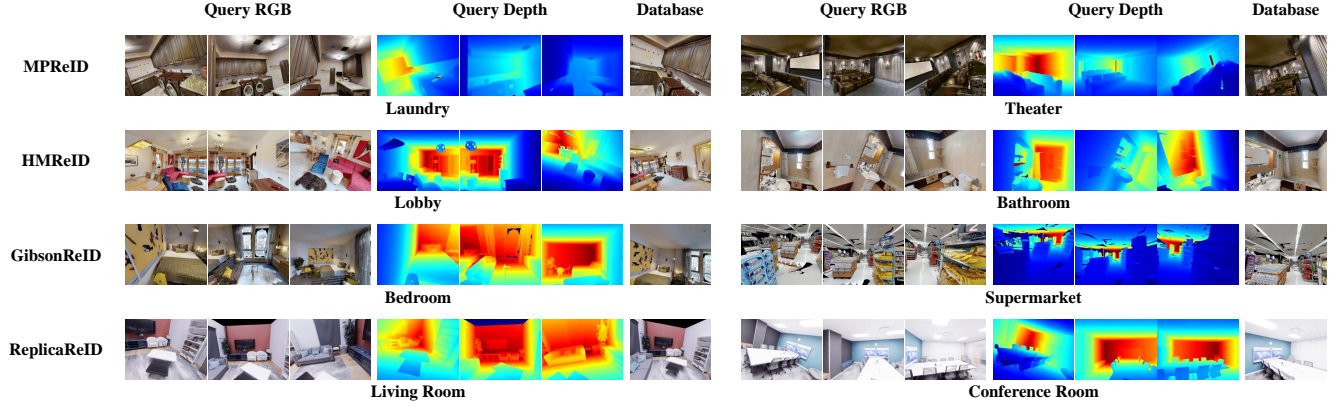 Query RGB Query Depth Database Query RGB Query Depth Database
MPReID
Laundry Theater
HMReID
Lobby Bathroom
GibsonReID
Bedroom Supermarket
ReplicaReID
Living Room Conference Room